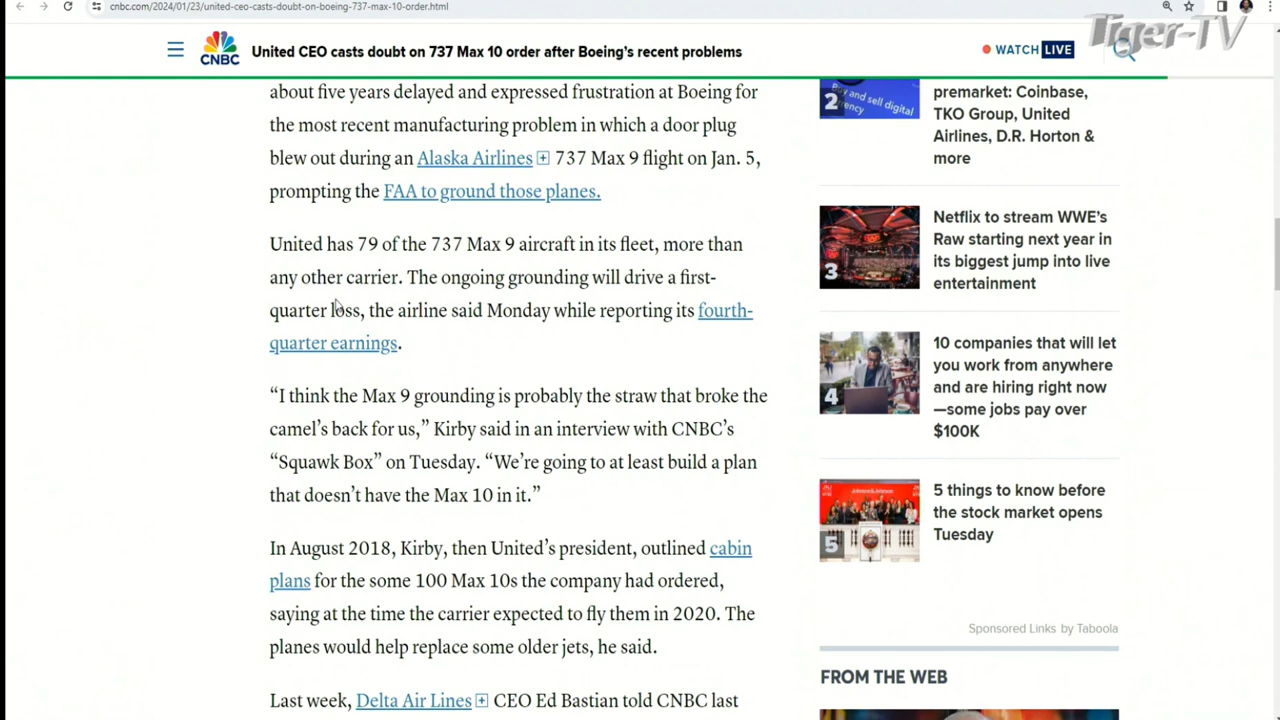 cnbc.com/2024/01/23/united-ceo-casts-doubt-on-boeing-737-max-10-order.html
Tiger-TV
CNBC
United CEO casts doubt on 737 Max 10 order after Boeing's recent problems
WATCH LIVE
about five years delayed and expressed frustration at Boeing for
the most recent manufacturing problem in which a door plug
blew out during an Alaska Airlines 737 Max 9 flight on Jan. 5,
prompting the FAA to ground those planes.
United has 79 of the 737 Max 9 aircraft in its fleet, more than
any other carrier. The ongoing grounding will drive a first-
quarter loss, the airline said Monday while reporting its fourth-
quarter earnings.
“I think the Max 9 grounding is probably the straw that broke the
camel’s back for us,” Kirby said in an interview with CNBC’s
“Squawk Box” on Tuesday. “We’re going to at least build a plan
that doesn’t have the Max 10 in it.”
In August 2018, Kirby, then United’s president, outlined cabin
plans for the some 100 Max 10s the company had ordered,
saying at the time the carrier expected to fly them in 2020. The
planes would help replace some older jets, he said.
Last week, Delta Air Lines CEO Ed Bastian told CNBC last
2
Buy and sell digital
premarket: Coinbase,
TKO Group, United
Airlines, D.R. Horton &
more
3
Netflix to stream WWE's
Raw starting next year in
its biggest jump into live
entertainment
4
10 companies that will let
you work from anywhere
and are hiring right now
—some jobs pay over
$100K
5
5 things to know before
the stock market opens
Tuesday
Sponsored Links by Taboola
FROM THE WEB